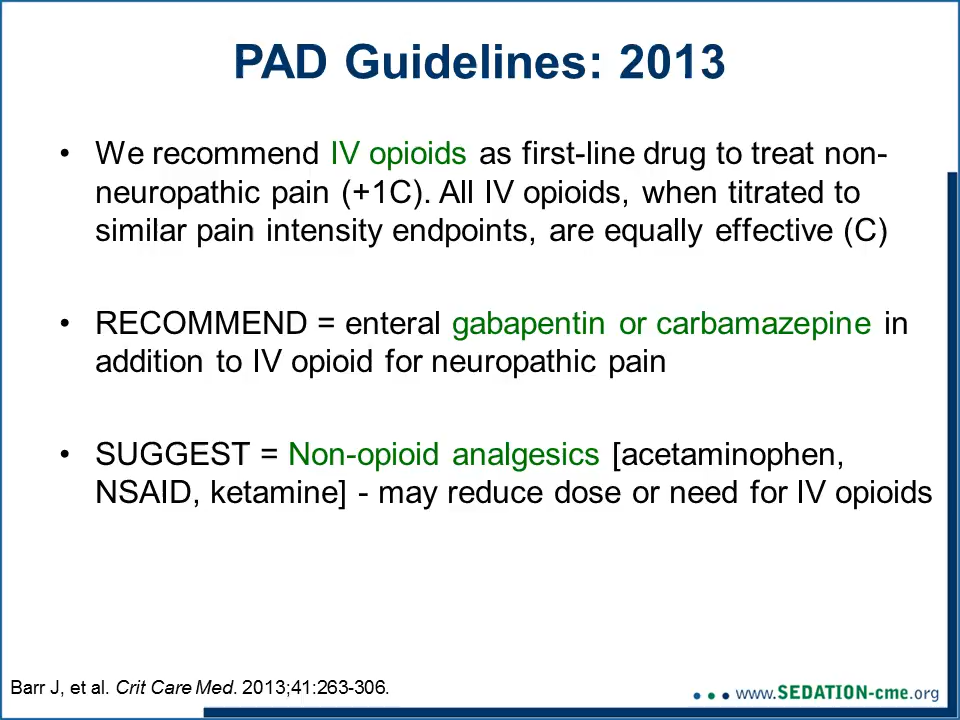 PAD Guidelines: 2013
• We recommend IV opioids as first-line drug to treat non-
neuropathic pain (+1C). All IV opioids, when titrated to
similar pain intensity endpoints, are equally effective (C)
• RECOMMEND = enteral gabapentin or carbamazepine in
addition to IV opioid for neuropathic pain
• SUGGEST = Non-opioid analgesics [acetaminophen,
NSAID, ketamine] - may reduce dose or need for IV opioids
Barr J, et al. Crit Care Med. 2013;41:263-306.
www.SEDATION-cme.org